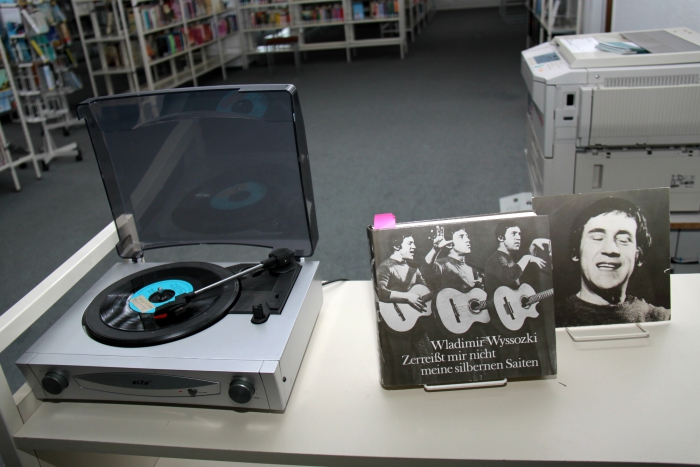 Wladimir Wyssozki
Zerreißt mir nicht
meine silbernen Saiten